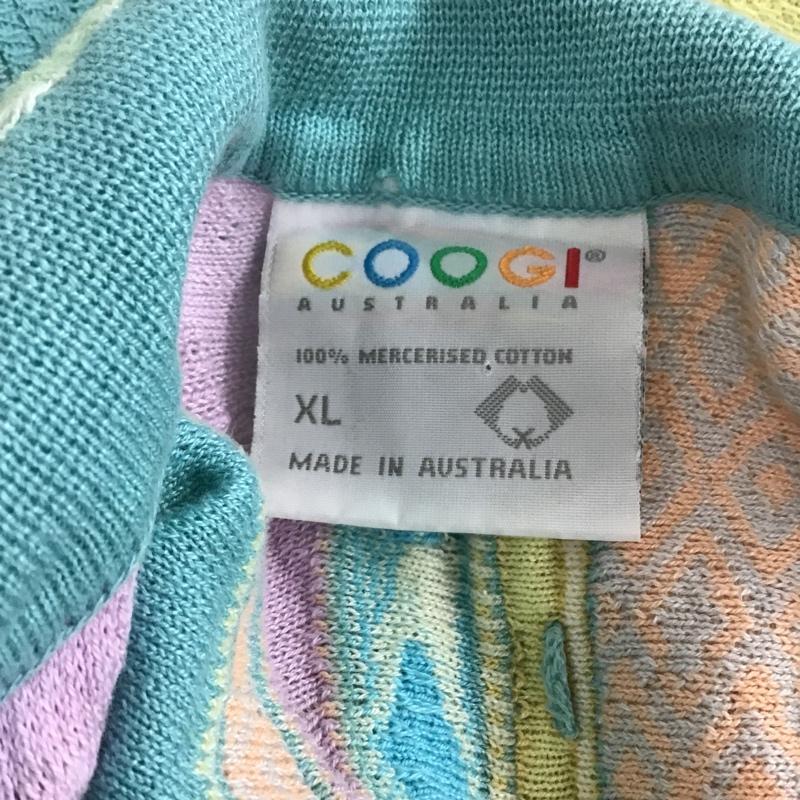 COOGI®
AUSTRALIA
100% MERCERISED COTTON
XL
MADE IN AUSTRALIA